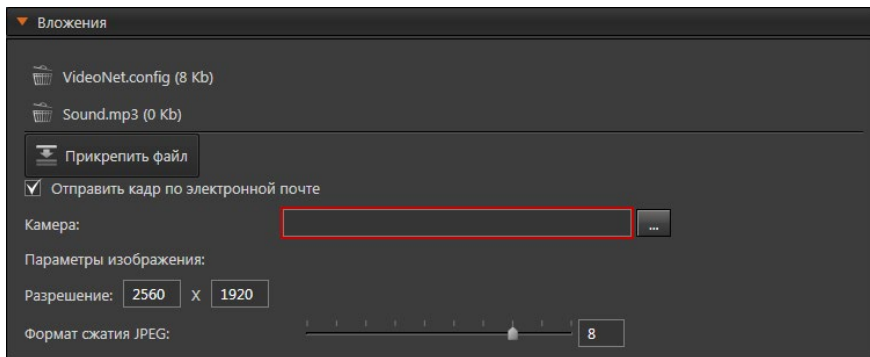 Вложения
VideoNet.config (8 Kb)
Sound.mp3 (0 Kb)
Прикрепить файл
Отправить кадр по электронной почте
Камера: ...
Параметры изображения:
Разрешение: 2560 X 1920
Формат сжатия JPEG: 8